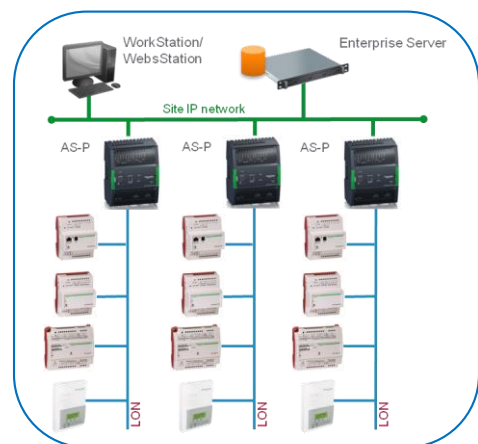 WorkStation/
WebsStation
Enterprise Server
Site IP network
AS-P
AS-P
AS-P
LON
LON
LON